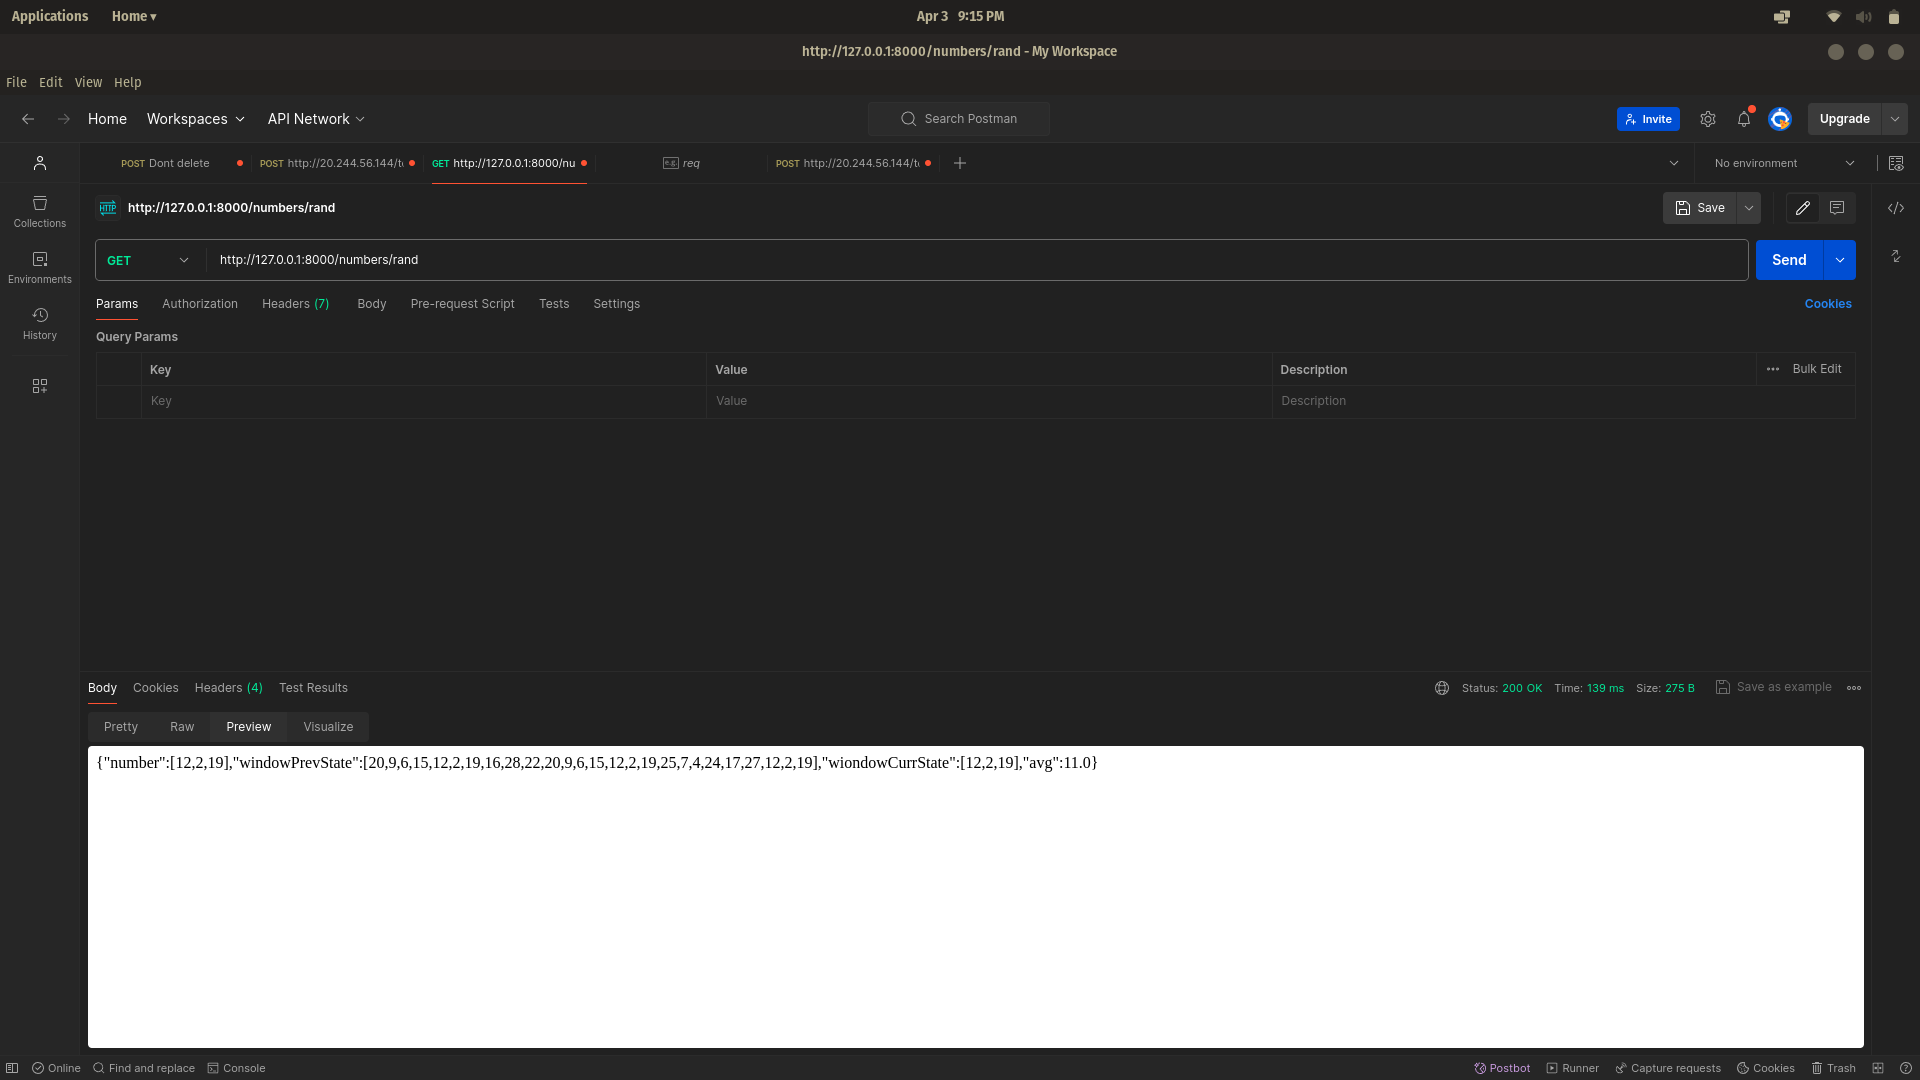 Applications Home ▾ Apr 3 9:15 PM
http://127.0.0.1:8000/numbers/rand - My Workspace
File Edit View Help
Home Workspaces API Network Search Postman Invite Upgrade
POST Dont delete POST http://20.244.56.144/t GET http://127.0.0.1:8000/nu e.g. req POST http://20.244.56.144/t No environment
HTTP http://127.0.0.1:8000/numbers/rand Save
Collections
GET http://127.0.0.1:8000/numbers/rand Send
Environments
Params Authorization Headers (7) Body Pre-request Script Tests Settings Cookies
History
Query Params
Key Value Description Bulk Edit
Key Value Description
Body Cookies Headers (4) Test Results Status: 200 OK Time: 139 ms Size: 275 B Save as example
Pretty Raw Preview Visualize
{"number":[12,2,19],"windowPrevState":[20,9,6,15,12,2,19,16,28,22,20,9,6,15,12,2,19,25,7,4,24,17,27,12,2,19],"wiondowCurrState":[12,2,19],"avg":11.0}
Online Find and replace Console Postbot Runner Capture requests Cookies Trash